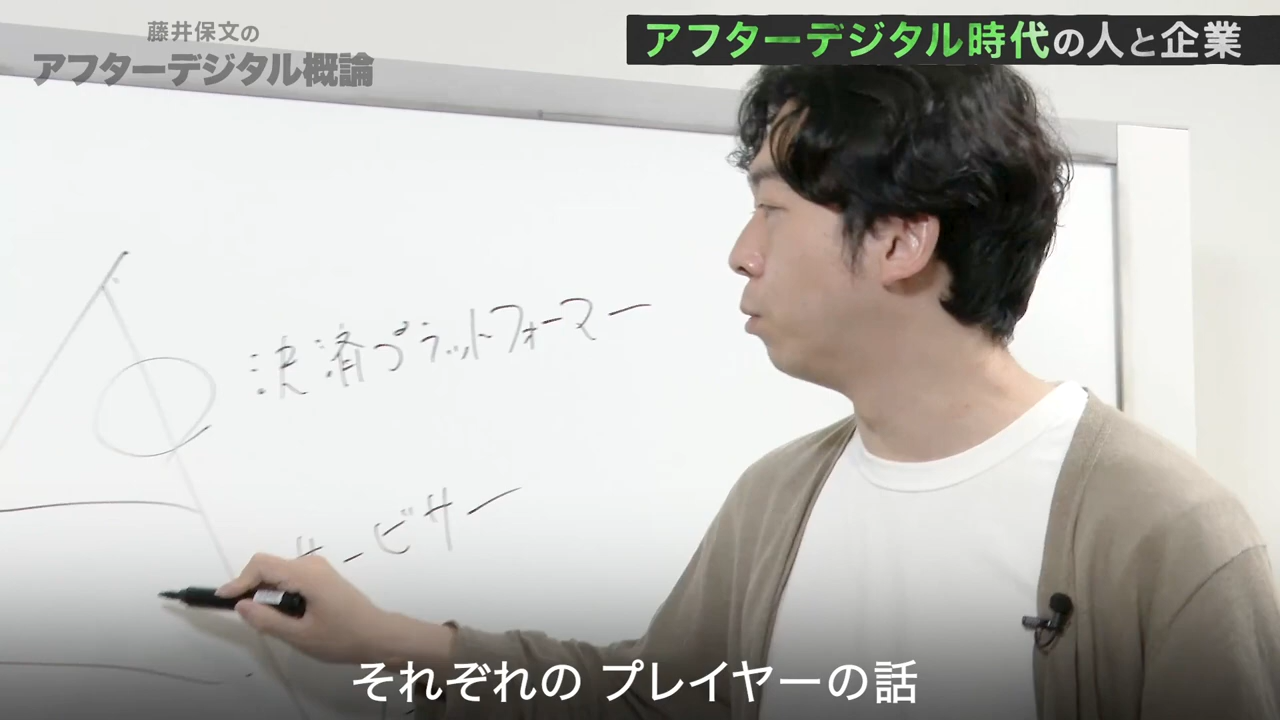 藤井保文の
アフターデジタル概論
アフターデジタル時代の人と企業
決済プラットフォーマー
サービサー
それぞれの プレイヤーの話